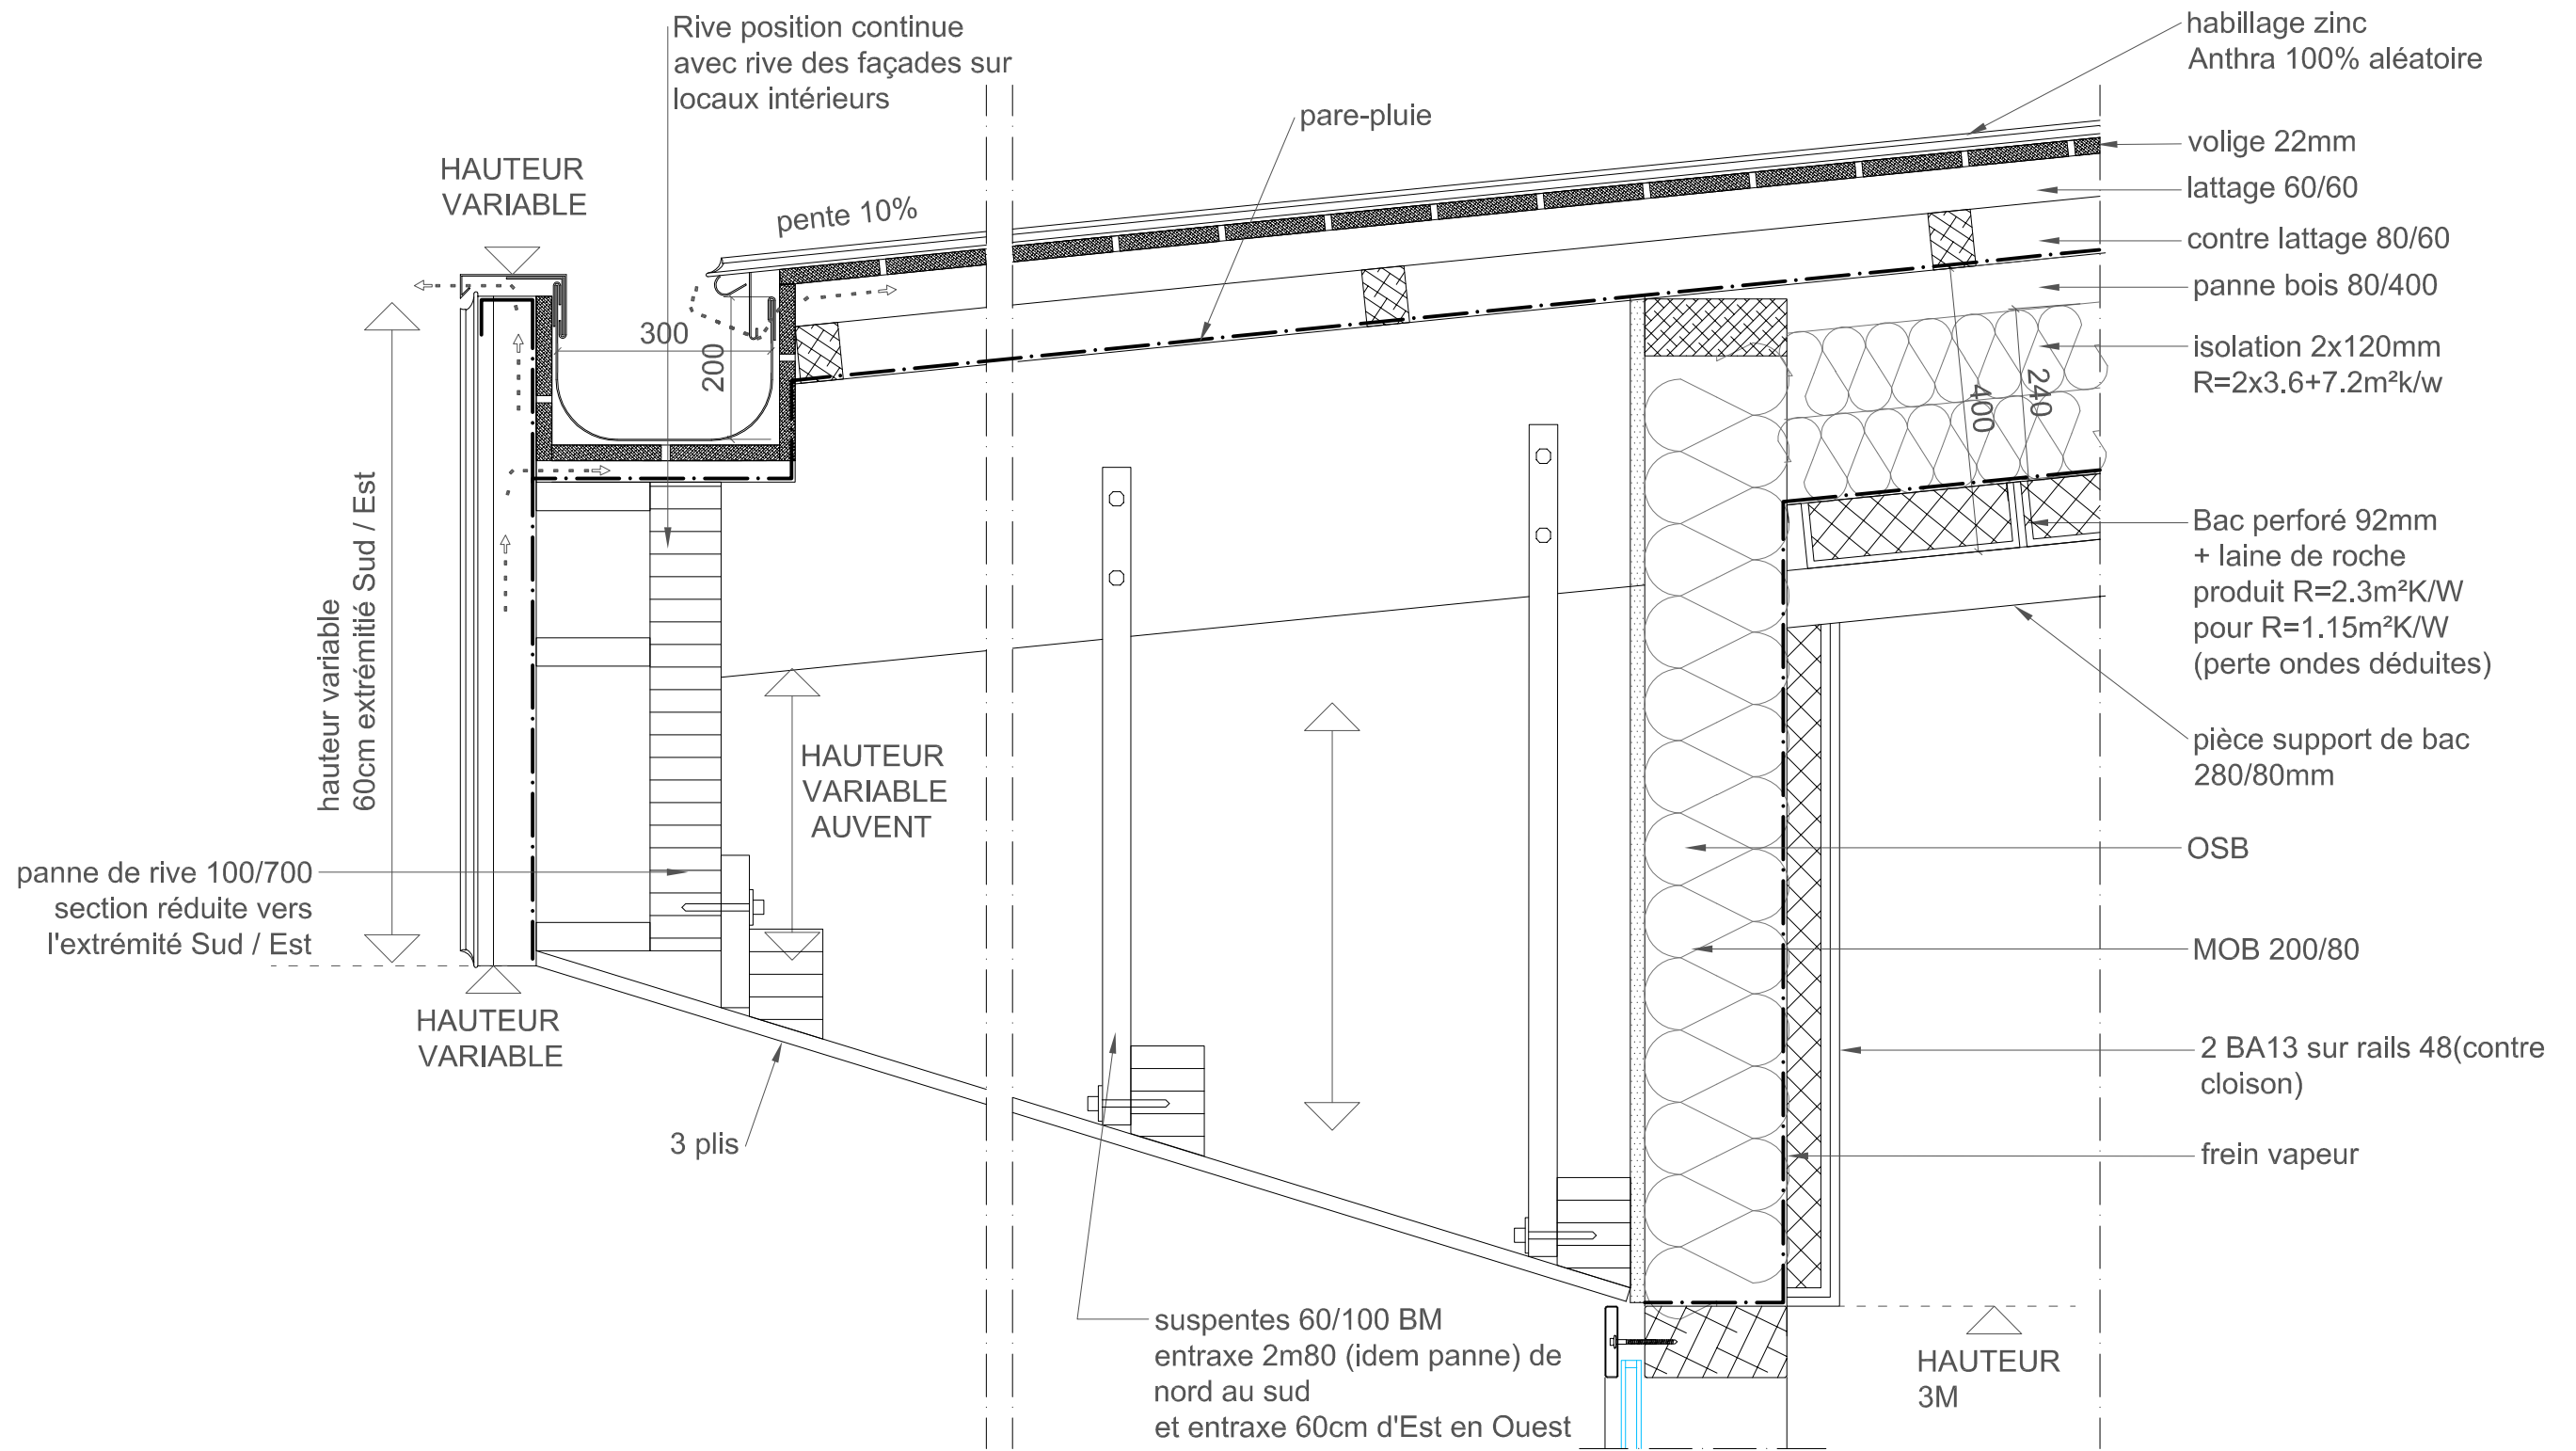 Rive position continue
avec rive des façades sur
locaux intérieurs
HAUTEUR
VARIABLE
pente 10%
pare-pluie
habillage zinc
Anthra 100% aléatoire
volige 22mm
lattage 60/60
contre lattage 80/60
panne bois 80/400
isolation 2x120mm
R=2x3.6+7.2m²k/w
300
200
400
240
Bac perforé 92mm
+ laine de roche
produit R=2.3m²K/W
pour R=1.15m²K/W
(perte ondes déduites)
pièce support de bac
280/80mm
hauteur variable
60cm extrémitié Sud / Est
HAUTEUR
VARIABLE
AUVENT
OSB
panne de rive 100/700
section réduite vers
l'extrémité Sud / Est
MOB 200/80
HAUTEUR
VARIABLE
2 BA13 sur rails 48(contre
cloison)
3 plis
frein vapeur
suspentes 60/100 BM
entraxe 2m80 (idem panne) de
nord au sud
et entraxe 60cm d'Est en Ouest
HAUTEUR
3M